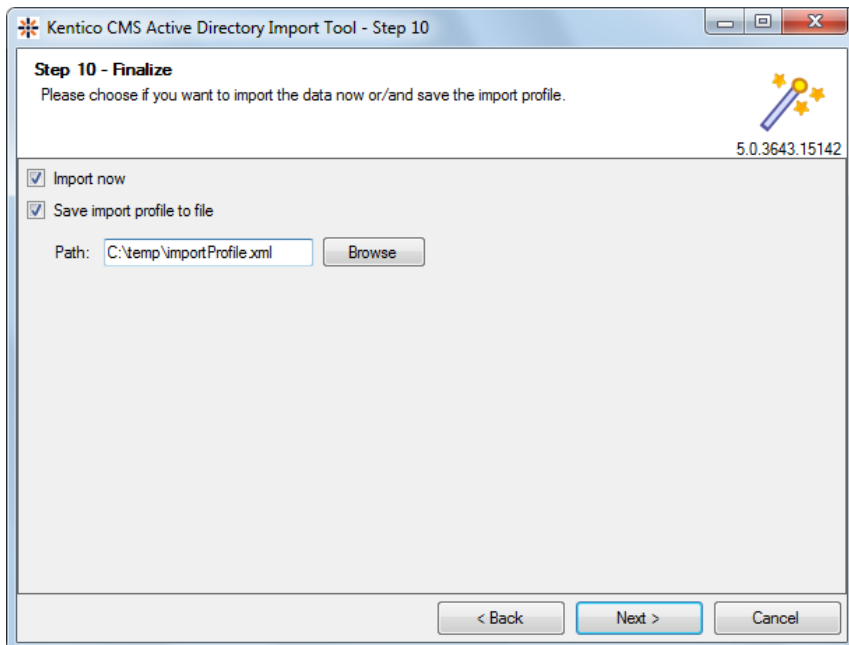 Kentico CMS Active Directory Import Tool - Step 10
Step 10 - Finalize
Please choose if you want to import the data now or/and save the import profile.
5.0.3643.15142
Import now
Save import profile to file
Path: C:\temp\importProfile.xml Browse
< Back Next > Cancel